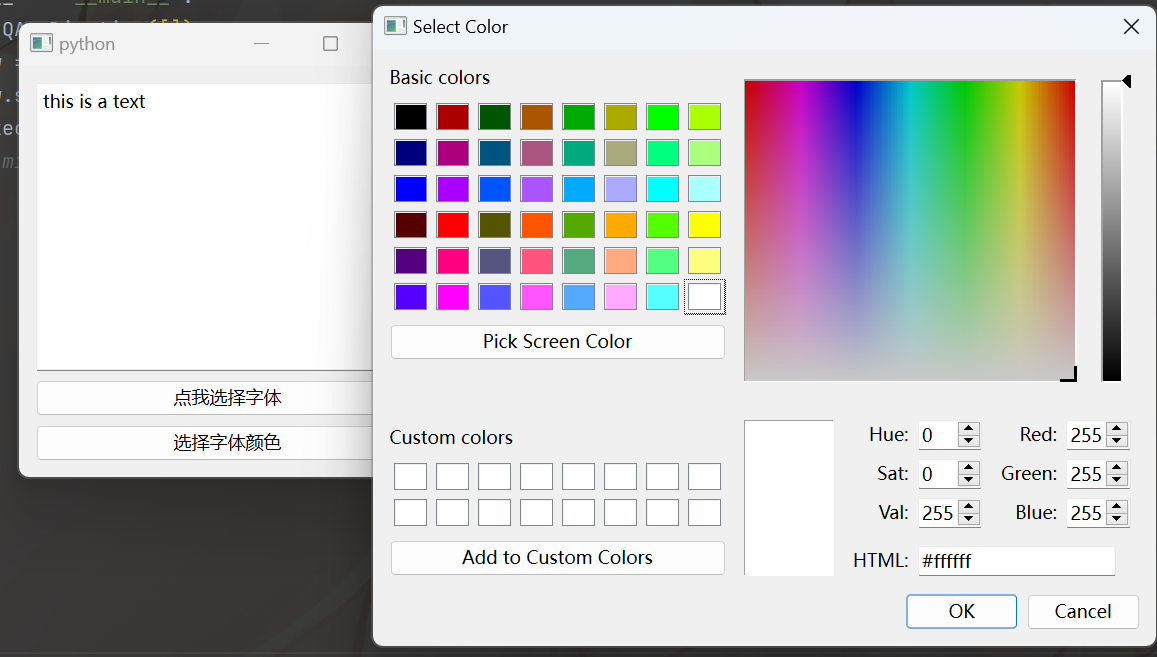 __main__
python
this is a text
点我选择字体
选择字体颜色
Select Color
Basic colors
Pick Screen Color
Custom colors
Add to Custom Colors
Hue: 0 Red: 255
Sat: 0 Green: 255
Val: 255 Blue: 255
HTML: #ffffff
OK Cancel